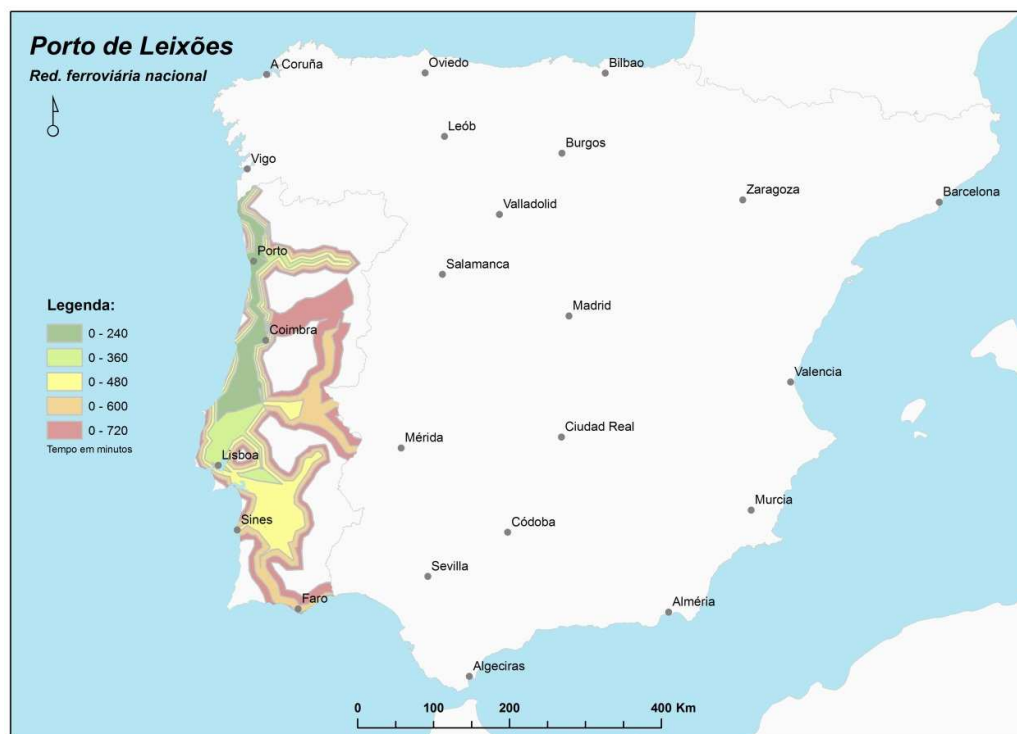 Porto de Leixões
Red. ferroviária nacional
A Coruña
Oviedo
Bilbao
Leób
Burgos
Vigo
Zaragoza
Barcelona
Valladolid
Porto
Salamanca
Legenda:
Madrid
0 - 240
Coimbra
0 - 360
0 - 480
Valencia
0 - 600
0 - 720
Ciudad Real
Mérida
Tempo em minutos
Lisboa
Murcia
Sines
Códoba
Sevilla
Faro
Alméria
Algeciras
0 100 200 400 Km